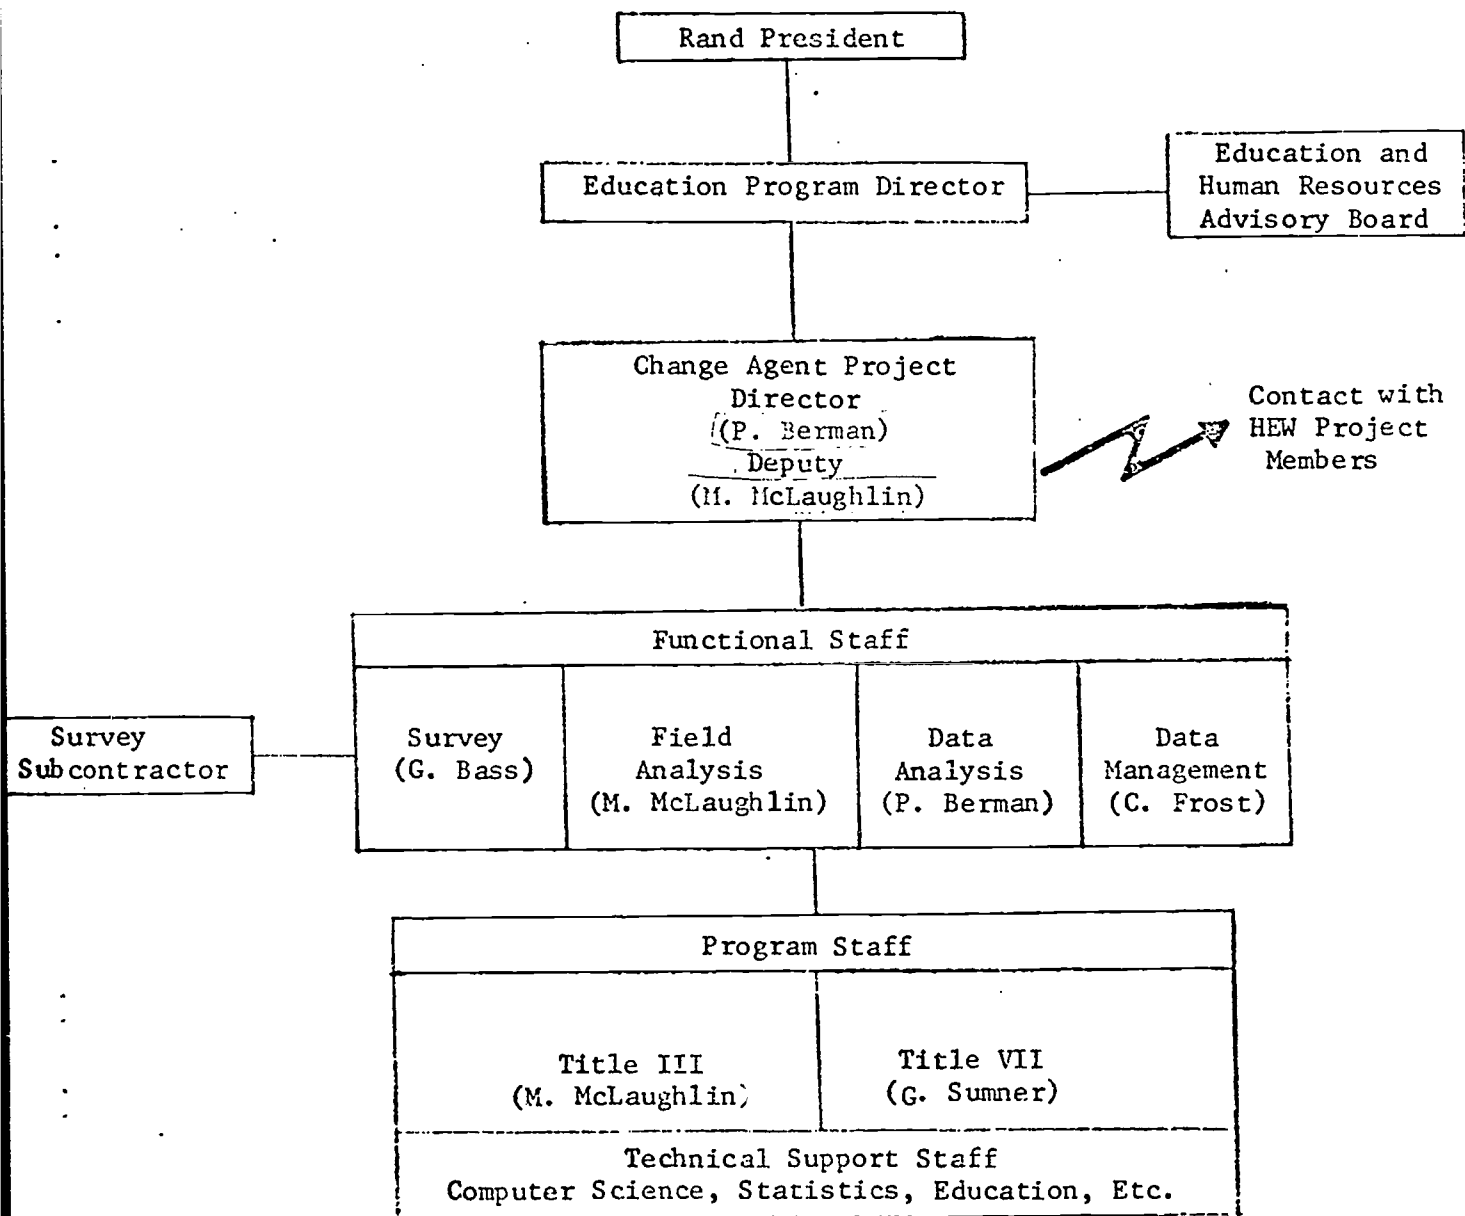 Rand President
Education Program Director
Education and
Human Resources
Advisory Board
Change Agent Project
Director
(P. Berman)
Deputy
(M. McLaughlin)
Contact with
HEW Project
Members
Functional Staff
Survey
Subcontractor
Survey
(G. Bass)
Field
Analysis
(M. McLaughlin)
Data
Analysis
(P. Berman)
Data
Management
(C. Frost)
Program Staff
Title III
(M. McLaughlin)
Title VII
(G. Sumner)
Technical Support Staff
Computer Science, Statistics, Education, Etc.